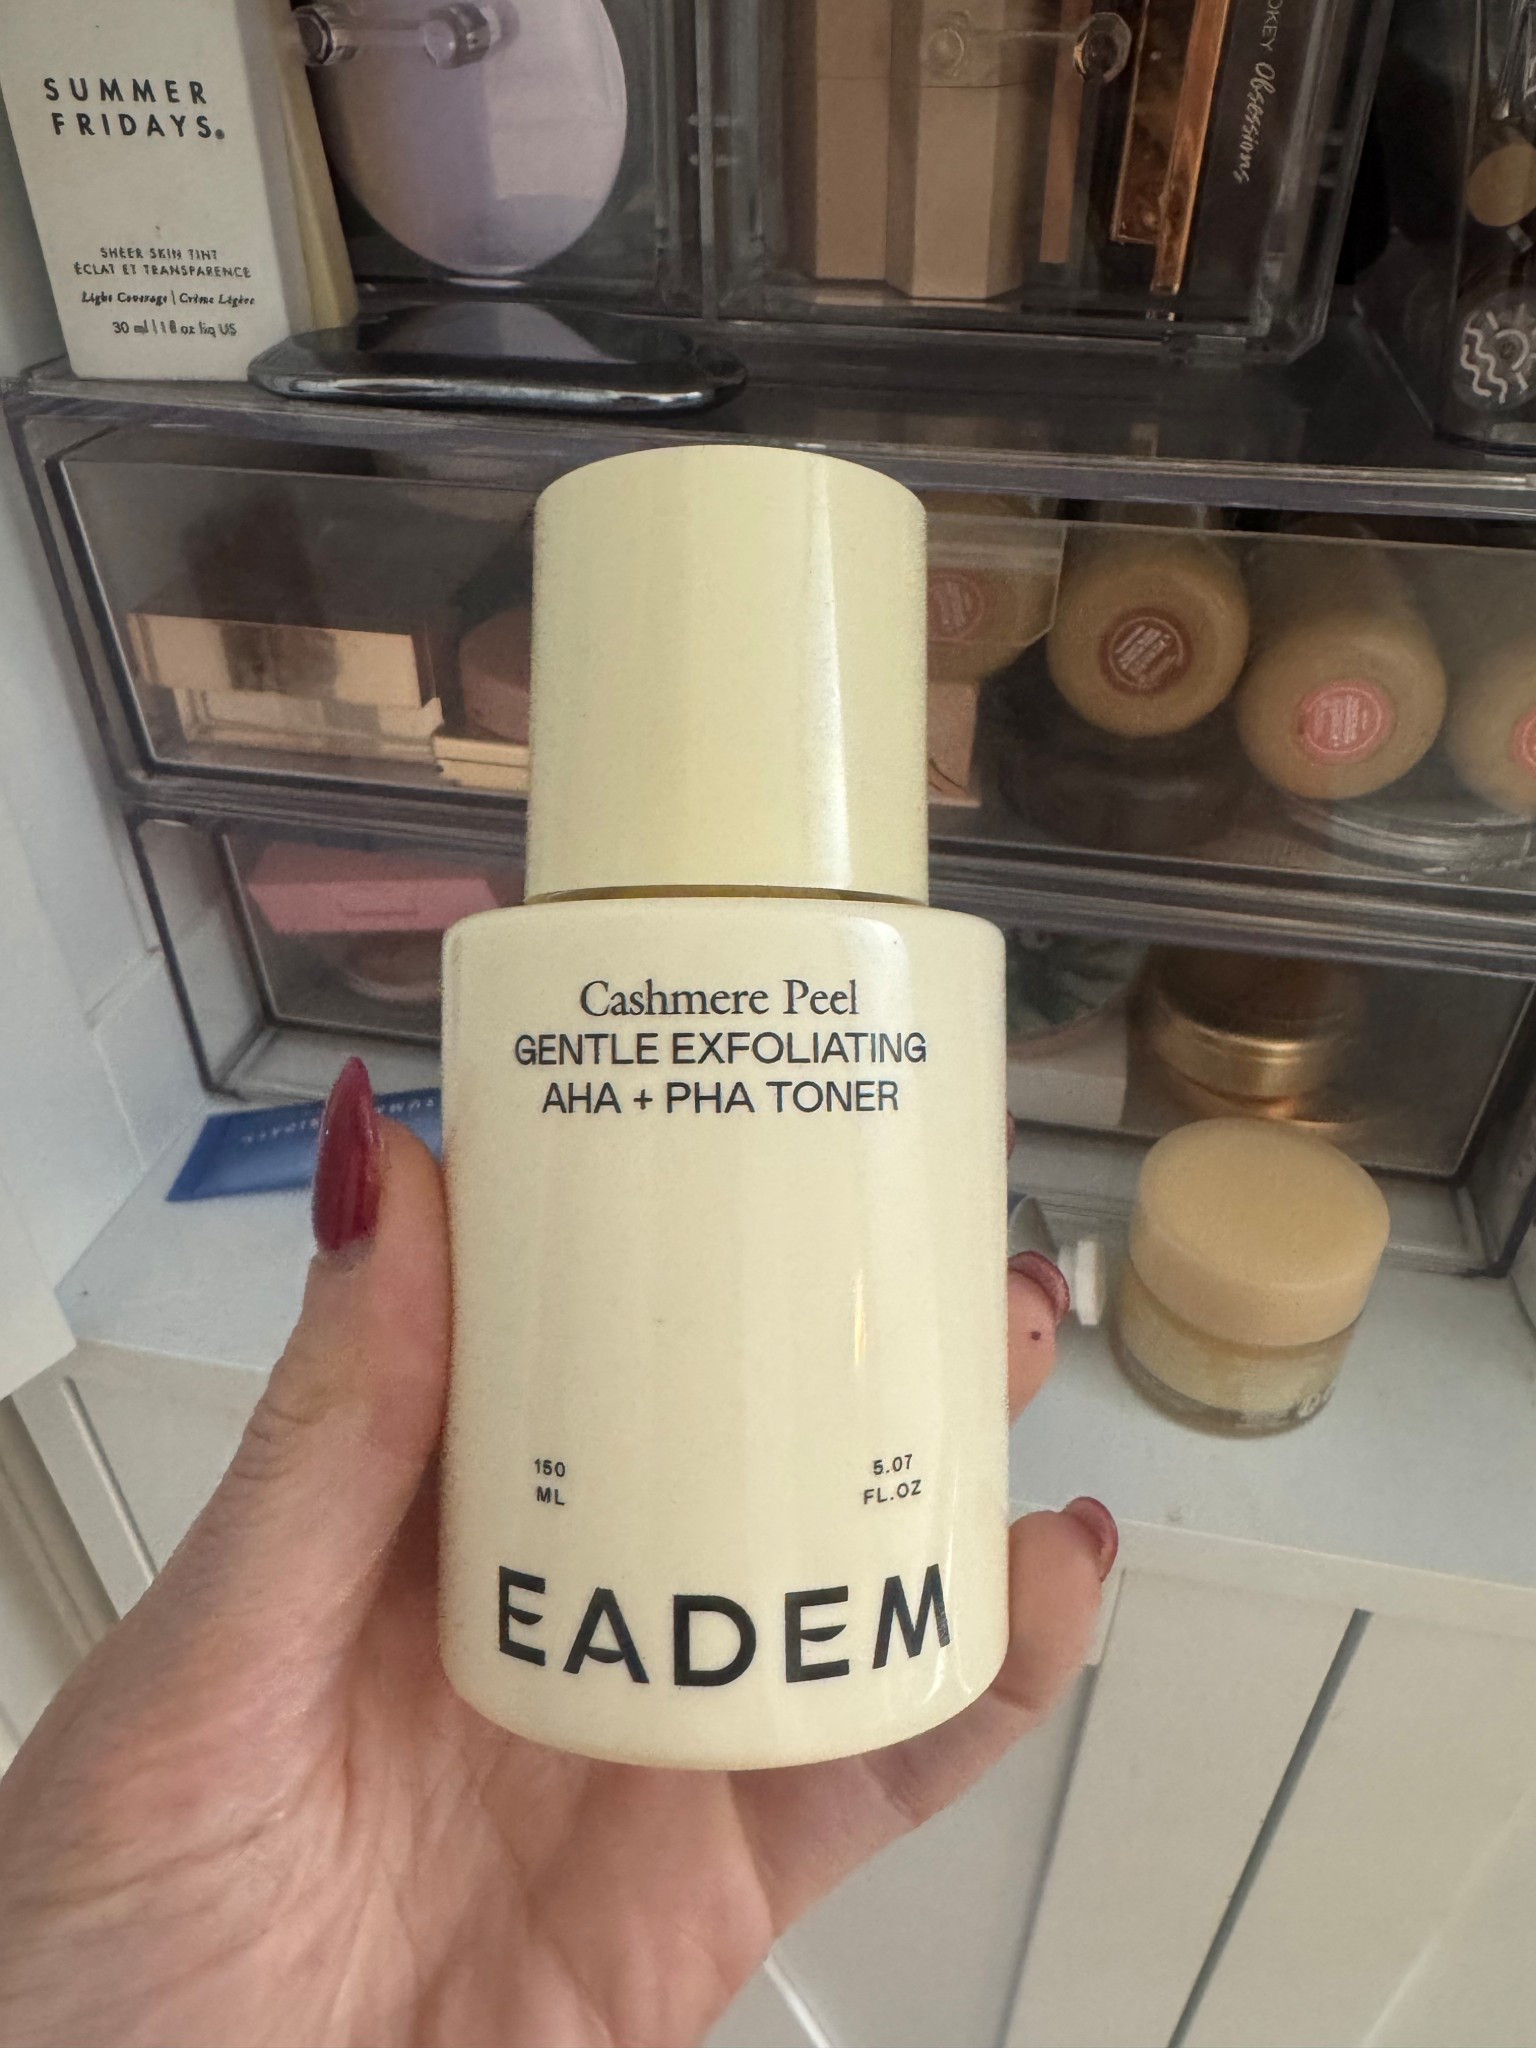 SUMMER
FRIDAYS.
SHEER SKIN TINT
ÉCLAT ET TRANSPARENCE
Light Coverage | Crème Légère
30 ml | 1 fl oz liq US
Obsessions
Cashmere Peel
GENTLE EXFOLIATING
AHA + PHA TONER
150
ML
5.07
FL.OZ
EADEM